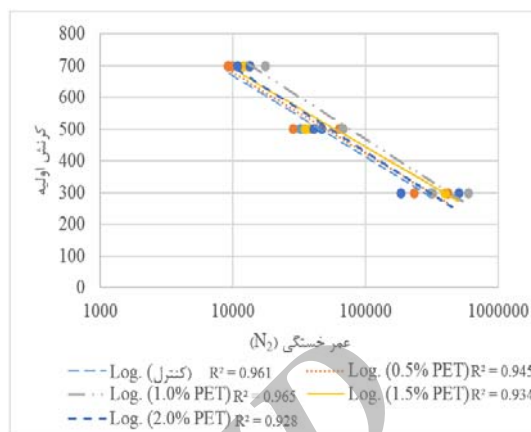 800
700
600
500
400
300
200
100
0
کرنش اولیه
1000 10000 100000 1000000
عمر خستگی (N₂)
Log. (کنترل) R² = 0.961 Log. (0.5% PET) R² = 0.945
Log. (1.0% PET) R² = 0.965 Log. (1.5% PET) R² = 0.934
Log. (2.0% PET) R² = 0.928